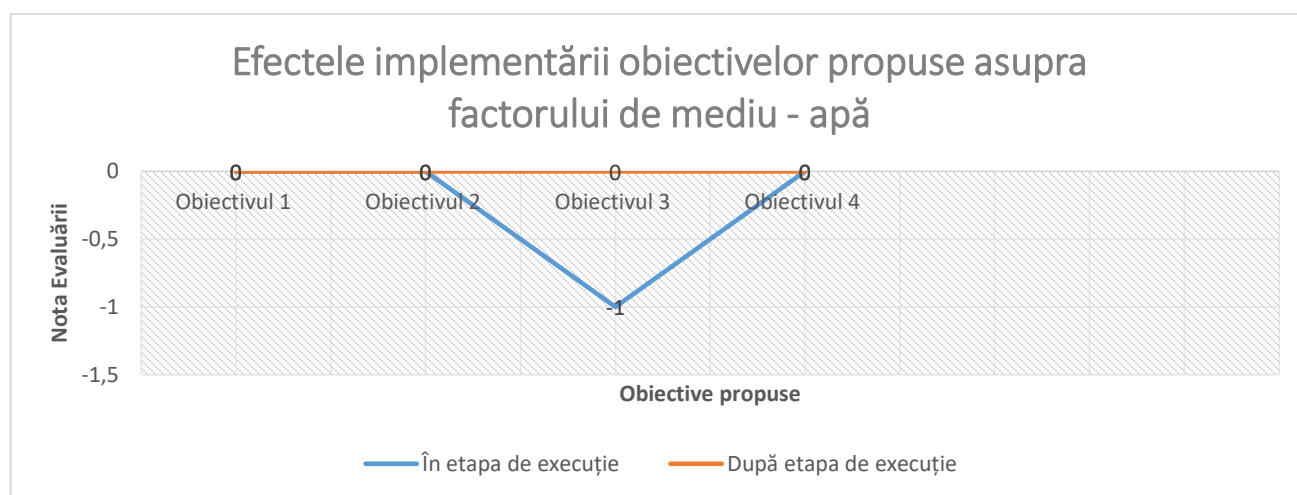 Efectele implementării obiectivelor propuse asupra
factorului de mediu - apă
0
0 0 0 0
Obiectivul 1 Obiectivul 2 Obiectivul 3 Obiectivul 4
-0,5
-1
-1
-1,5
Nota Evaluării
Obiective propuse
În etapa de execuție După etapa de execuție